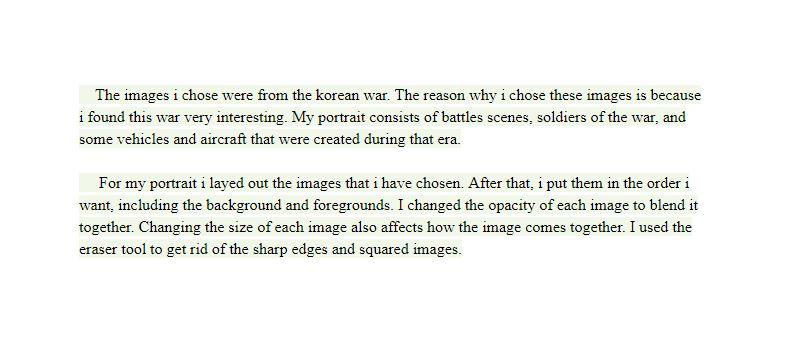 The images i chose were from the korean war. The reason why i chose these images is because
i found this war very interesting. My portrait consists of battles scenes, soldiers of the war, and
some vehicles and aircraft that were created during that era.
For my portrait i layed out the images that i have chosen. After that, i put them in the order i
want, including the background and foregrounds. I changed the opacity of each image to blend it
together. Changing the size of each image also affects how the image comes together. I used the
eraser tool to get rid of the sharp edges and squared images.